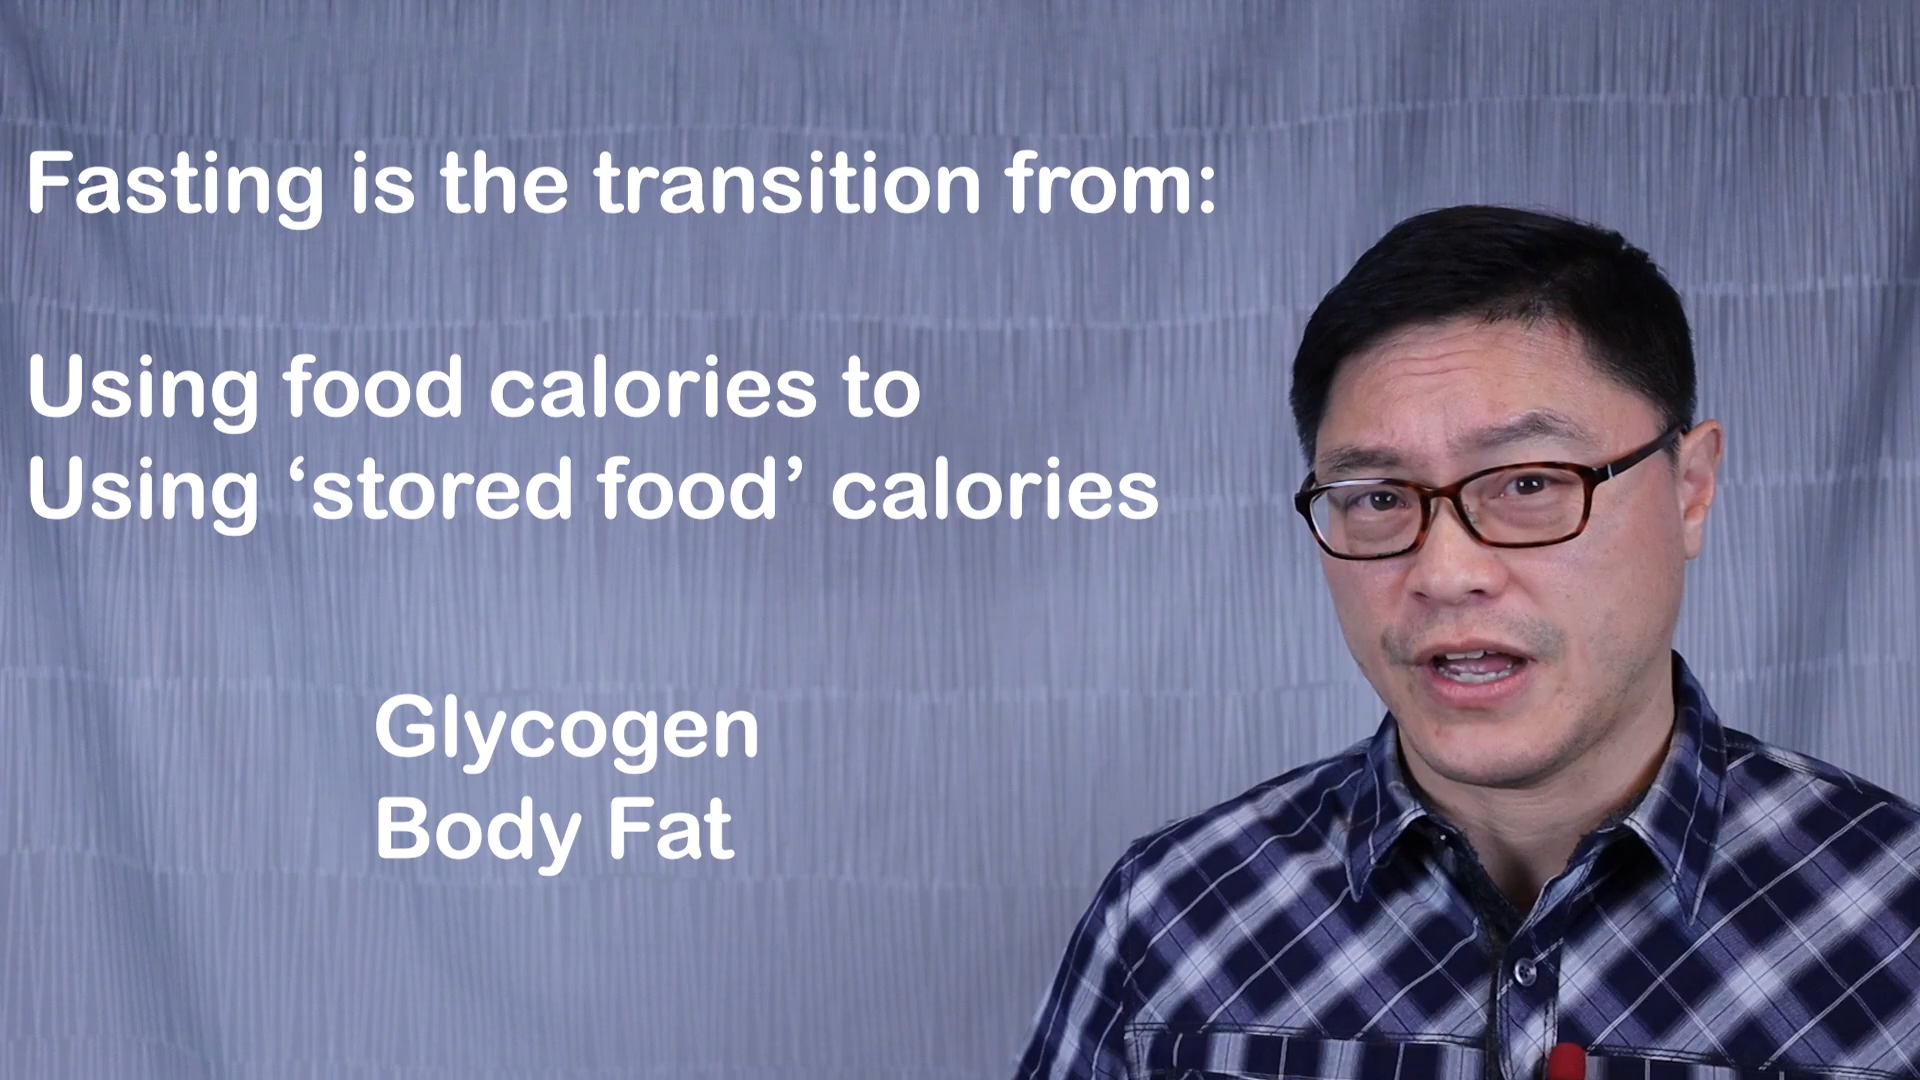 Fasting is the transition from:
Using food calories to
Using ‘stored food’ calories
Glycogen
Body Fat